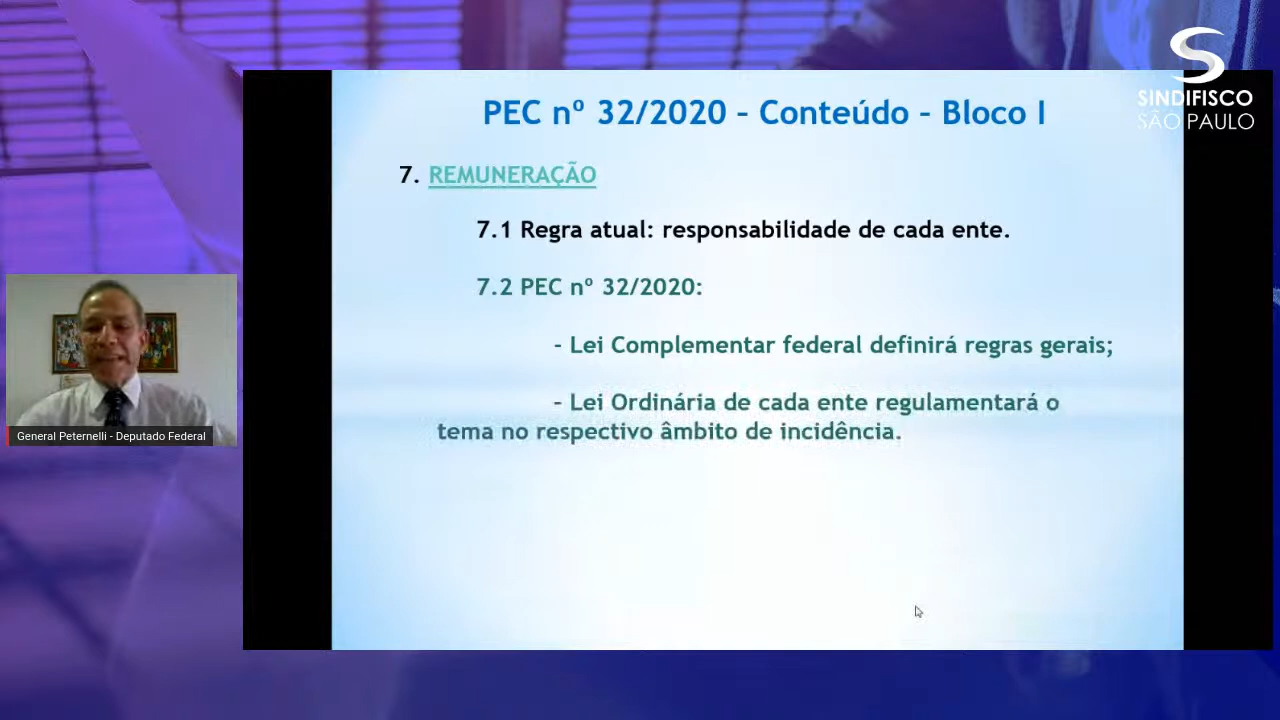 SINDIFISCO
SÃO PAULO
PEC nº 32/2020 – Conteúdo – Bloco I
7. REMUNERAÇÃO
7.1 Regra atual: responsabilidade de cada ente.
7.2 PEC nº 32/2020:
– Lei Complementar federal definirá regras gerais;
– Lei Ordinária de cada ente regulamentará o
tema no respectivo âmbito de incidência.
General Peternelli - Deputado Federal